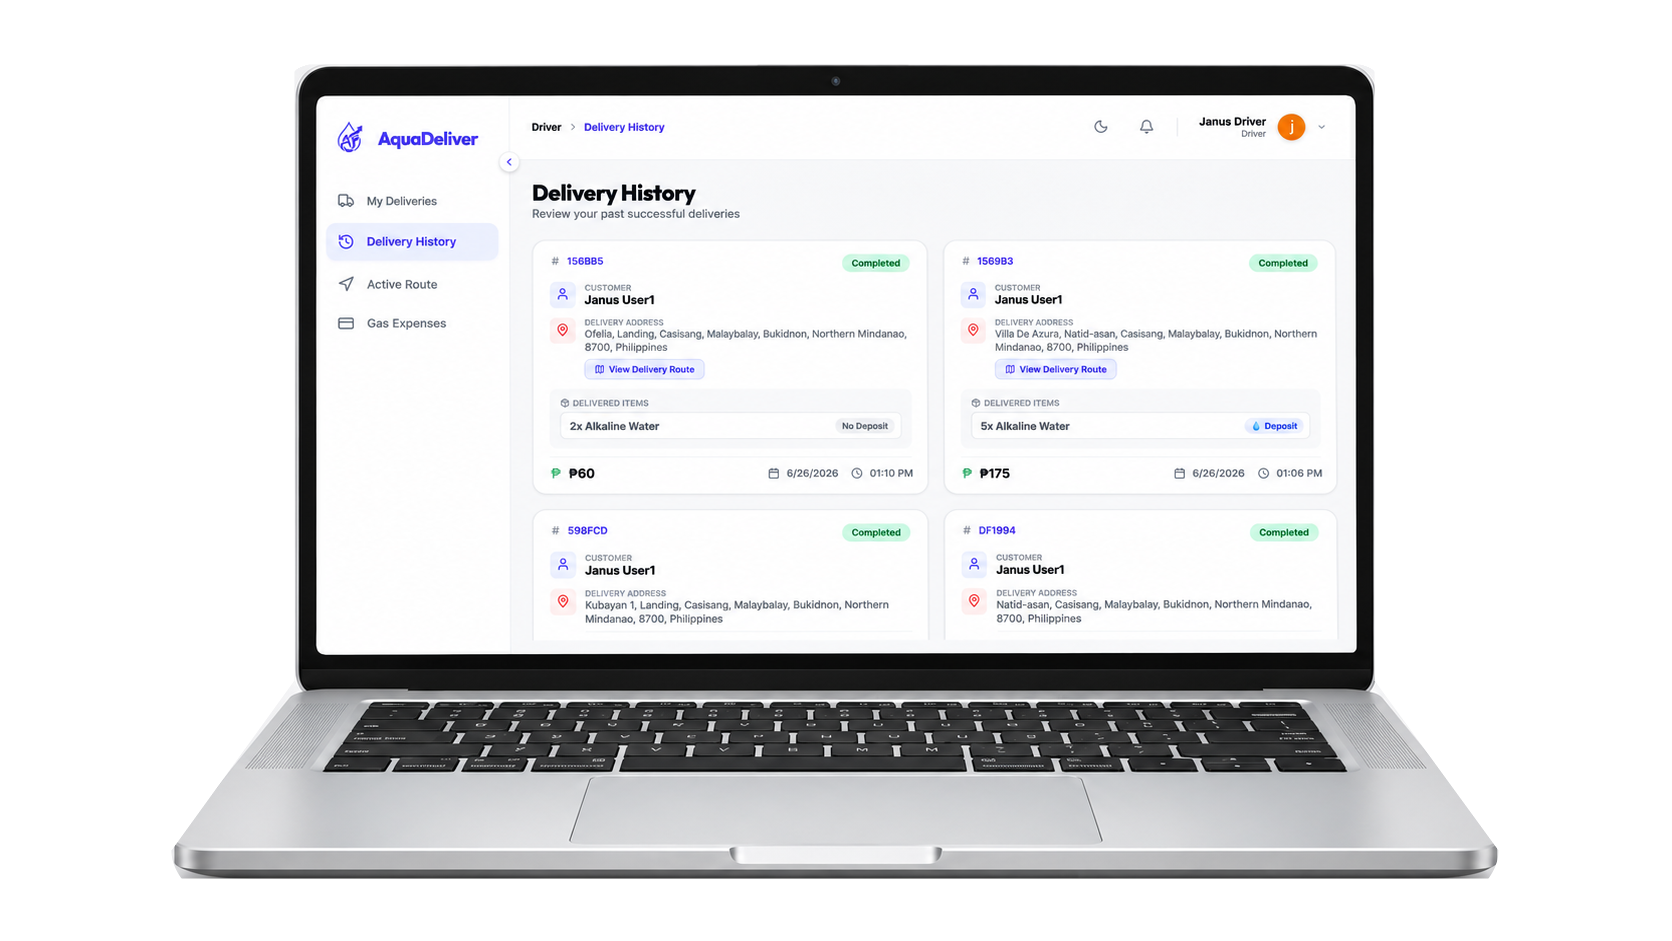 AquaDeliver
My Deliveries
Delivery History
Active Route
Gas Expenses
Driver > Delivery History
Janus Driver
Driver
j
Delivery History
Review your past successful deliveries
# 156BB5
Completed
CUSTOMER
Janus User1
DELIVERY ADDRESS
Ofelia, Landing, Casisang, Malaybalay, Bukidnon, Northern Mindanao,
8700, Philippines
View Delivery Route
DELIVERED ITEMS
2x Alkaline Water
No Deposit
₱60
6/26/2026
01:10 PM
# 1569B3
Completed
CUSTOMER
Janus User1
DELIVERY ADDRESS
Villa De Azura, Natid-asan, Casisang, Malaybalay, Bukidnon, Northern
Mindanao, 8700, Philippines
View Delivery Route
DELIVERED ITEMS
5x Alkaline Water
Deposit
₱175
6/26/2026
01:06 PM
# 598FCD
Completed
CUSTOMER
Janus User1
DELIVERY ADDRESS
Kubayan 1, Landing, Casisang, Malaybalay, Bukidnon, Northern
Mindanao, 8700, Philippines
# DF1994
Completed
CUSTOMER
Janus User1
DELIVERY ADDRESS
Natid-asan, Casisang, Malaybalay, Bukidnon, Northern Mindanao,
8700, Philippines